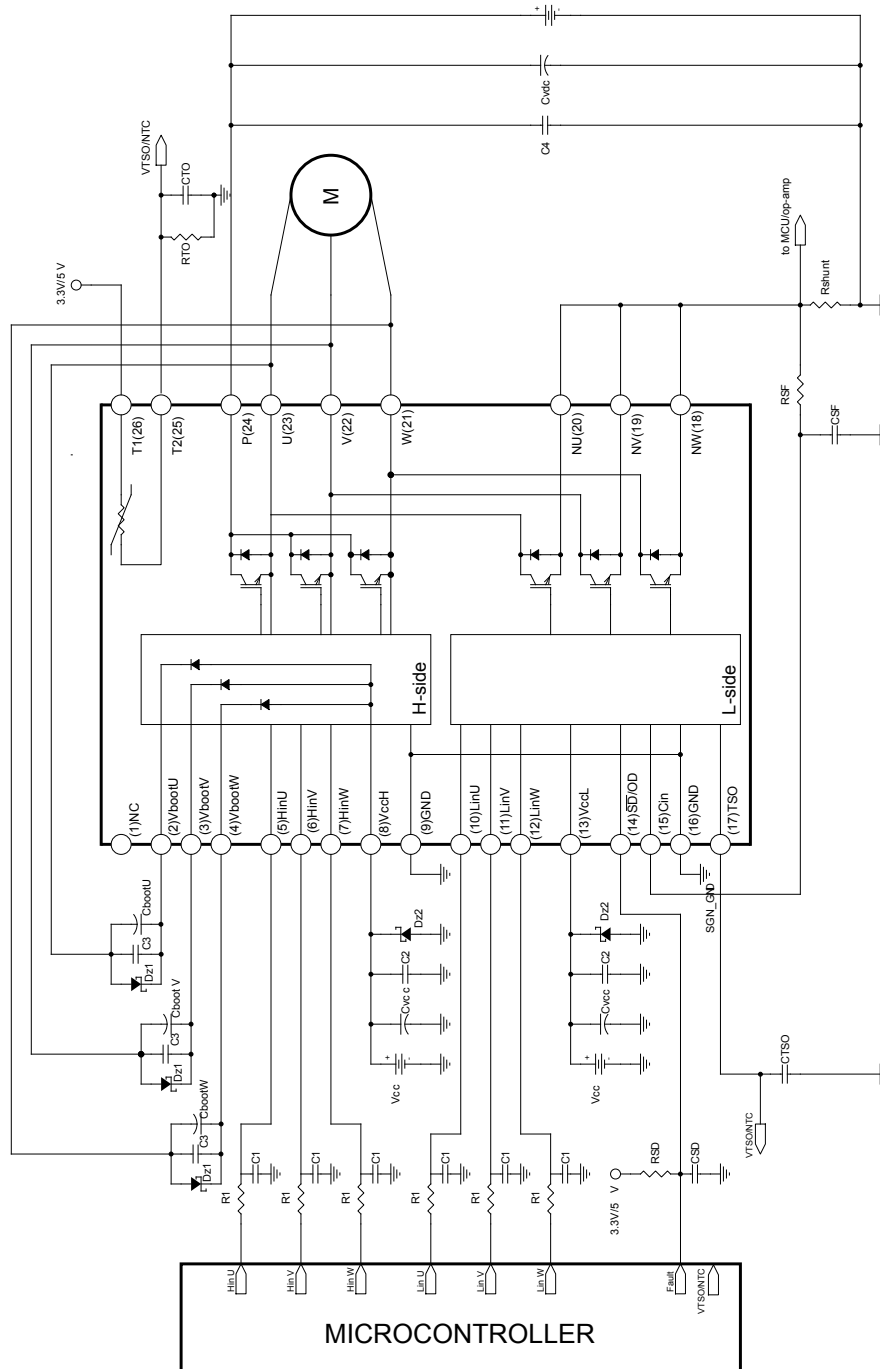 + -
Cvdc
C4
VTSO/NTC
CTO
RTO
3.3V/5 V
M
to MCU/op-amp
Rshunt
RSF
CSF
T1(26)
T2(25)
P(24)
U(23)
V(22)
W(21)
NU(20)
NV(19)
NW(18)
H-side
L-side
(1)NC
(2)VbootU
(3)VbootV
(4)VbootW
(5)HinU
(6)HinV
(7)HinW
(8)VccH
(9)GND
(10)LinU
(11)LinV
(12)LinW
(13)VccL
(14)SD/OD
(15)Cin
(16)GND
(17)TSO
SGN_GND
CbootU
C3
Dz1
Cboot V
C3
Dz1
CbootW
C3
Dz1
Dz2
C2
Cvc c
+ -
Vcc
Dz2
C2
Cvcc
+ -
Vcc
CTSO
VTSO/NTC
R1
C1
R1
C1
R1
C1
R1
C1
R1
C1
R1
C1
3.3V/5 V
RSD
CSD
Hin U
Hin V
Hin W
Lin U
Lin V
Lin W
Fault
VTSO/NTC
MICROCONTROLLER